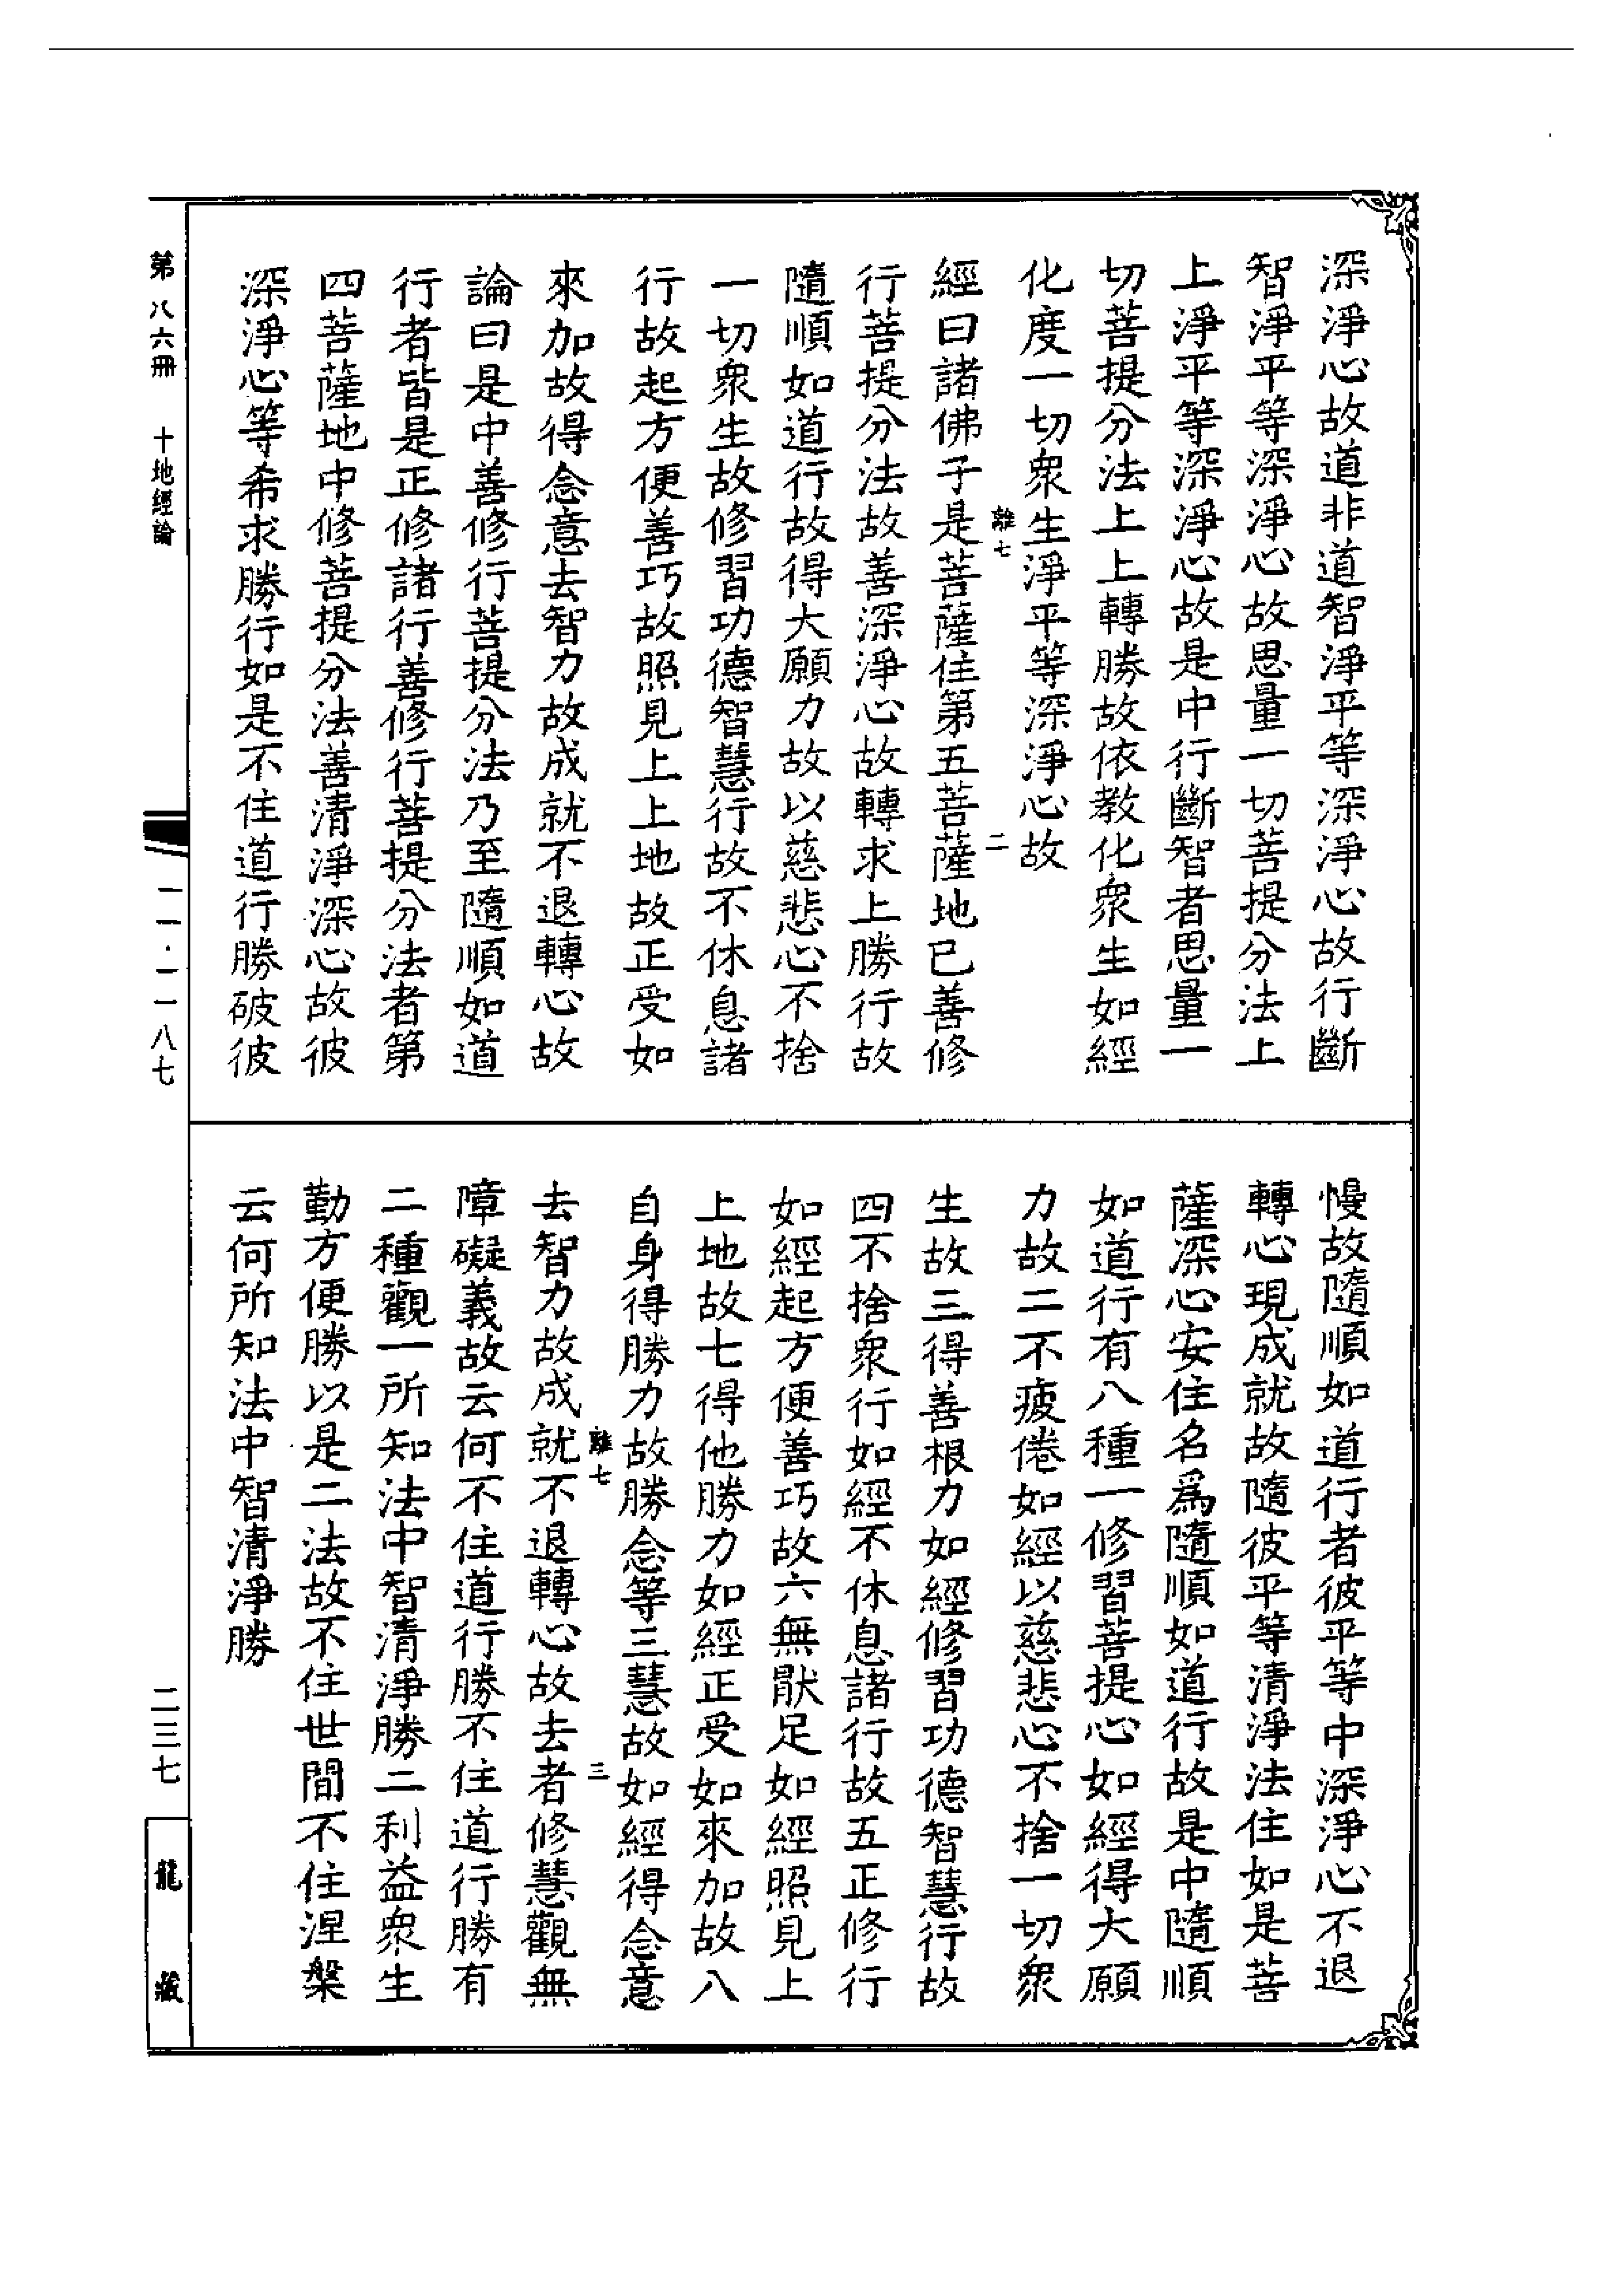 深淨心故道非道智淨平等深淨心故行斷
智淨平等深淨心故思量一切菩提分法上
上淨平等深淨心故是中行斷智者思量一
切菩提分法上上轉勝故依教化衆生如經
化度一切衆生淨平等深淨心故
離七 二
經曰諸佛子是菩薩住第五菩薩地已善修
行菩提分法故善深淨心故轉求上勝行故
隨順如道行故得大願力故以慈悲心不捨
一切衆生故修習功德智慧行故不休息諸
行故起方便善巧故照見上上地故正受如
來加故得念意去智力故成就不退轉心故
論曰是中善修行菩提分法乃至隨順如道
行者皆是正修諸行善修行菩提分法者第
四菩薩地中修菩提分法善清淨深心故彼
深淨心等希求勝行如是不住道行勝破彼
慢故隨順如道行者彼平等中深淨心不退
轉心現成就故隨彼平等清淨法住如是菩
薩深心安住名爲隨順如道行故是中隨順
如道行有八種一修習菩提心如經得大願
力故二不疲倦如經以慈悲心不捨一切衆
生故三得善根力如經修習功德智慧行故
四不捨衆行如經不休息諸行故五正修行
如經起方便善巧故六無猒足如經照見上
上地故七得他勝力如經正受如來加故八
自身得勝力故勝念等三慧故如經得念意
離七 三
去智力故成就不退轉心故去者修慧觀無
障礙義故云何不住道行勝不住道行勝有
二種觀一所知法中智清淨勝二利益衆生
勤方便勝以是二法故不住世間不住涅槃
云何所知法中智清淨勝
第八六冊 十地經論
一一·一一八七
二三七
龍藏